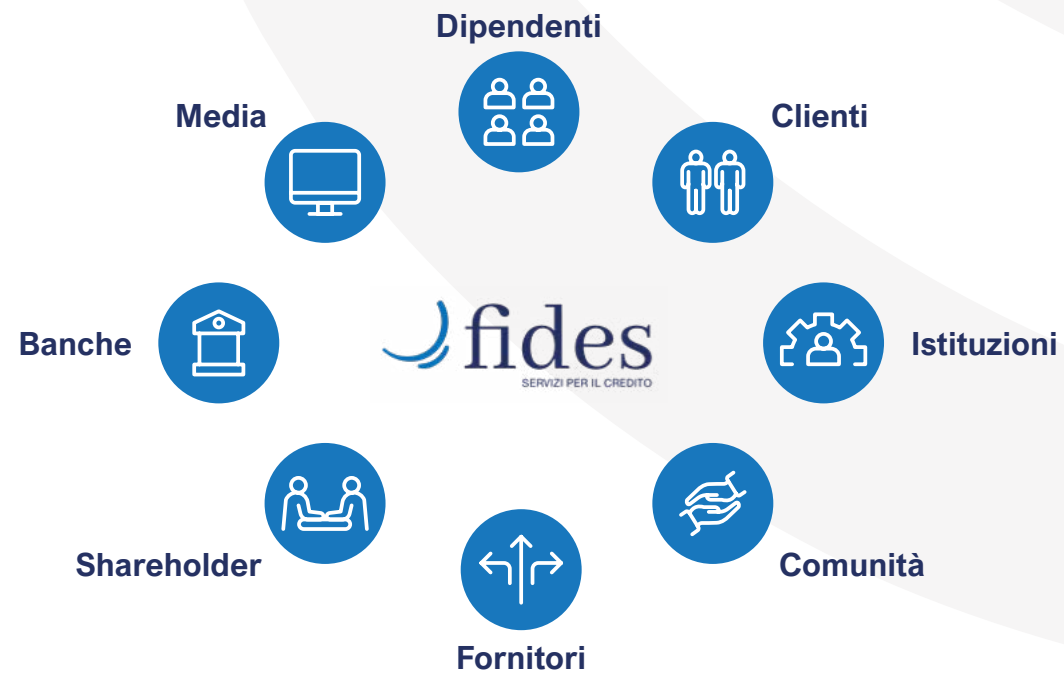 Dipendenti
Media
Clienti
Banche
fides
SERVIZI PER IL CREDITO
Istituzioni
Shareholder
Comunità
Fornitori